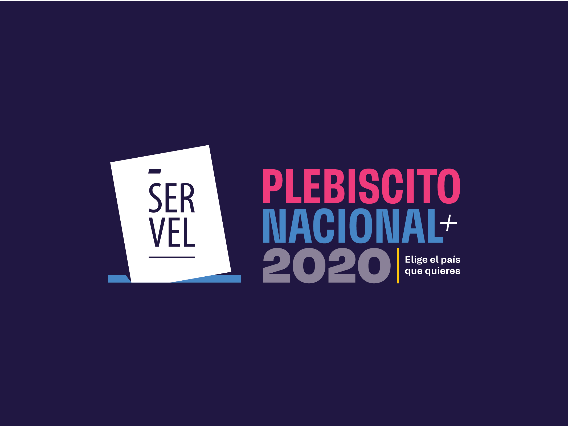 SER
VEL
PLEBISCITO
NACIONAL+
2020
Elige el país
que quieres